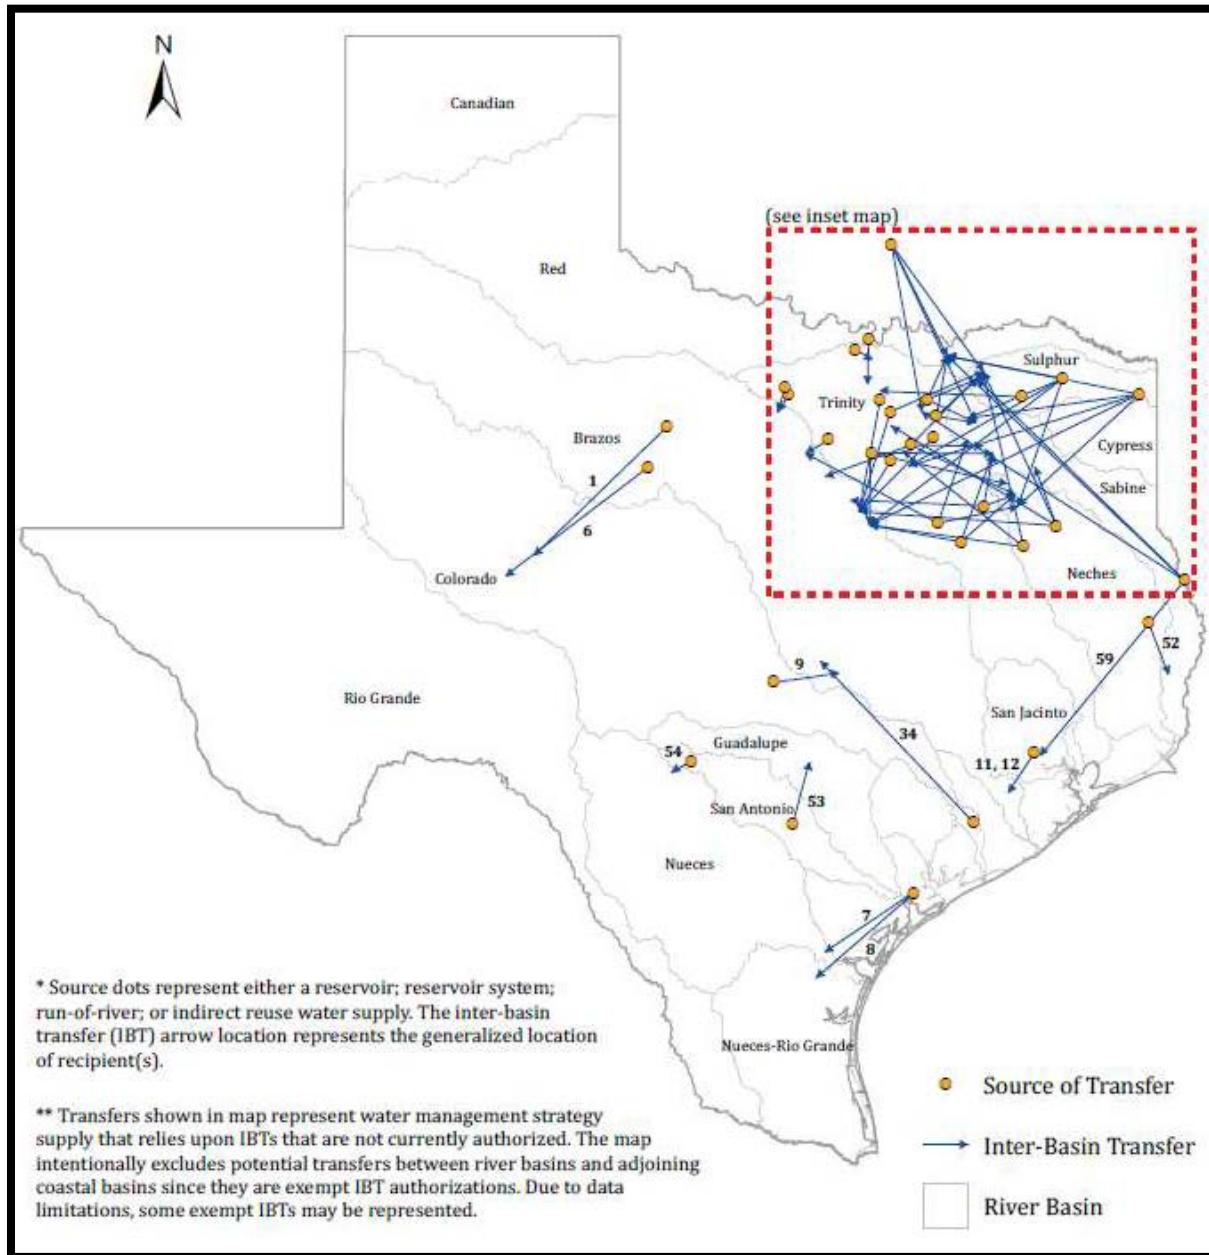 N
Canadian
(see inset map)
Red
Sulphur
Trinity
Brazos
Cypress
1
Sabine
6
Colorado
Neches
52
59
9
Rio Grande
San Jacinto
34
Guadalupe
54
11, 12
53
San Antonio
Nueces
7
8
* Source dots represent either a reservoir; reservoir system;
run-of-river; or indirect reuse water supply. The inter-basin
transfer (IBT) arrow location represents the generalized location
of recipient(s).
Nueces-Rio Grande
** Transfers shown in map represent water management strategy
supply that relies upon IBTs that are not currently authorized. The map
intentionally excludes potential transfers between river basins and adjoining
coastal basins since they are exempt IBT authorizations. Due to data
limitations, some exempt IBTs may be represented.
Source of Transfer
Inter-Basin Transfer
River Basin